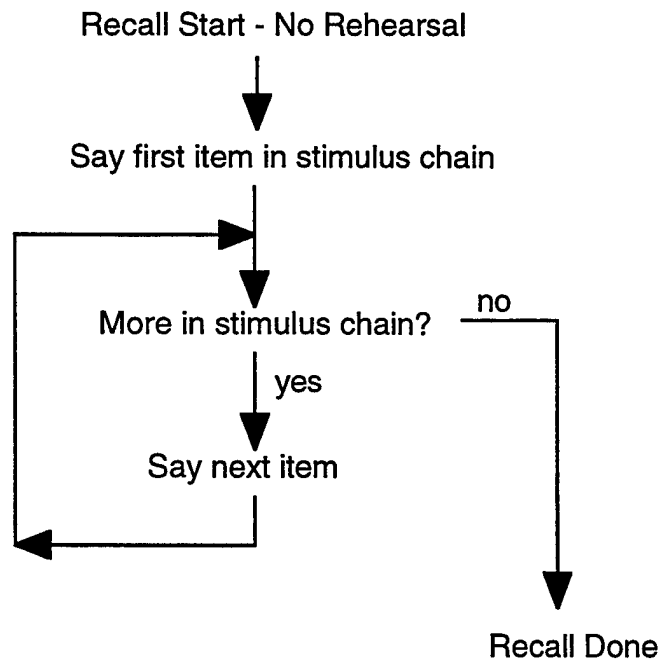 Recall Start - No Rehearsal
Say first item in stimulus chain
More in stimulus chain?
no
yes
Say next item
Recall Done